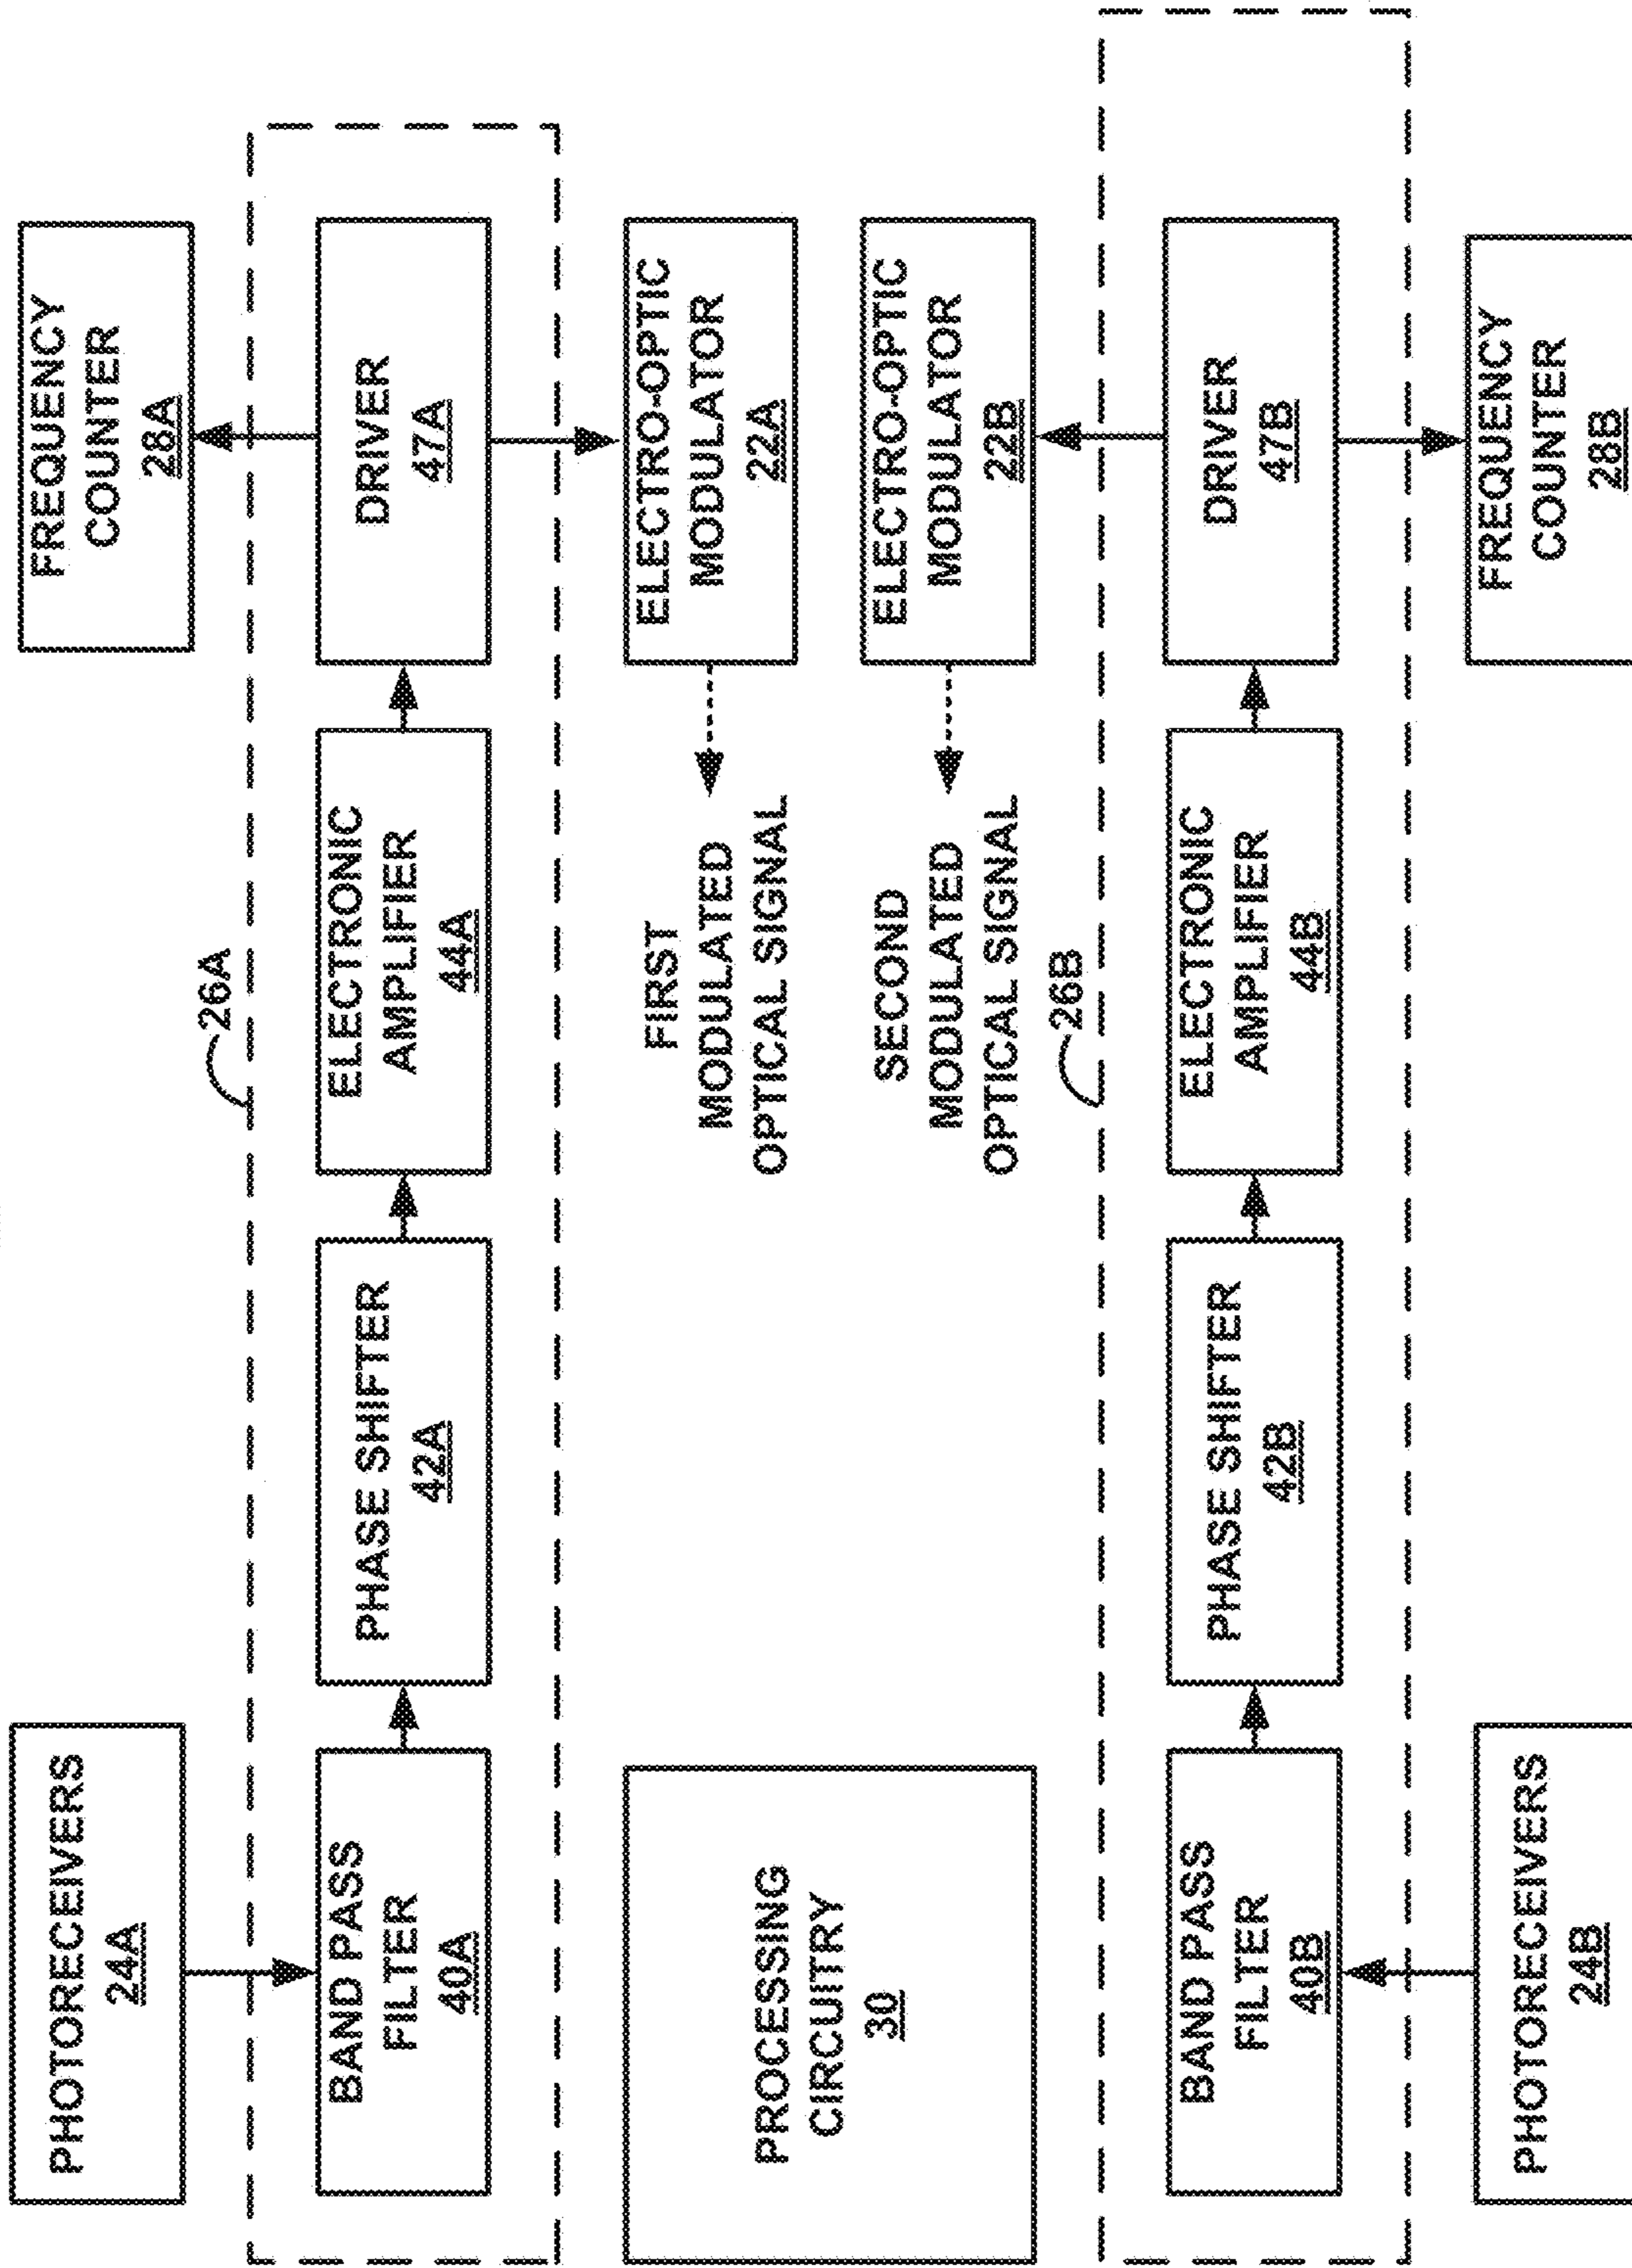 PHOTORECEIVERS
24A
FREQUENCY
COUNTER
28A
26A
BAND PASS
FILTER
40A
PHASE SHIFTER
42A
ELECTRONIC
AMPLIFIER
44A
DRIVER
47A
PROCESSING
CIRCUITRY
30
FIRST
MODULATED
OPTICAL SIGNAL
ELECTRO-OPTIC
MODULATOR
22A
SECOND
MODULATED
OPTICAL SIGNAL
ELECTRO-OPTIC
MODULATOR
22B
26B
BAND PASS
FILTER
40B
PHASE SHIFTER
42B
ELECTRONIC
AMPLIFIER
44B
DRIVER
47B
PHOTORECEIVERS
24B
FREQUENCY
COUNTER
28B